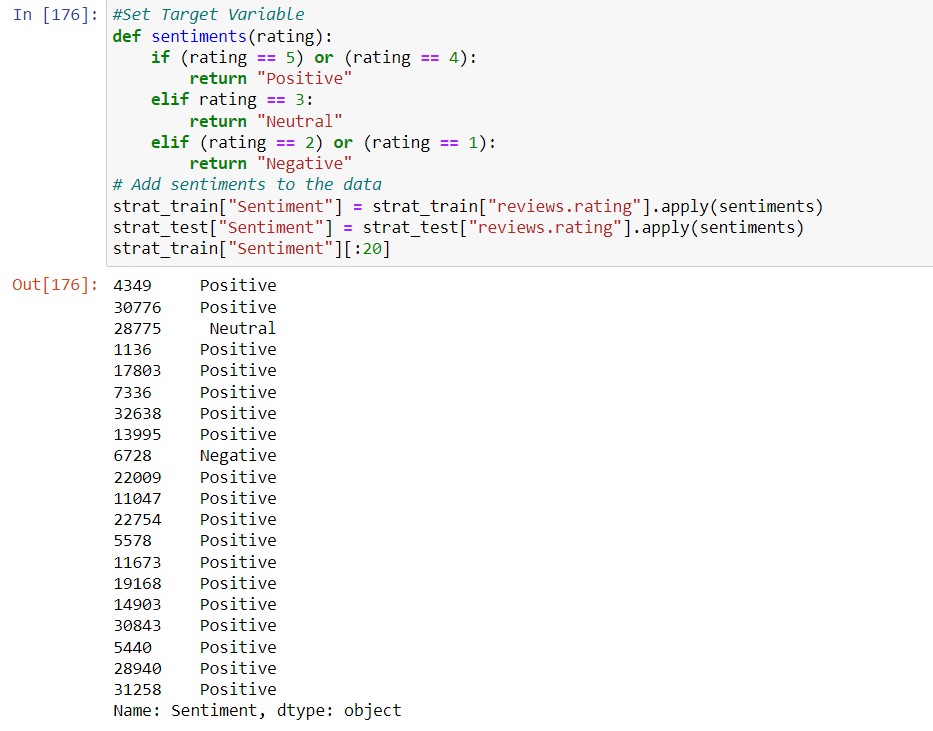 In [176]: #Set Target Variable
def sentiments(rating):
    if (rating == 5) or (rating == 4):
        return "Positive"
    elif rating == 3:
        return "Neutral"
    elif (rating == 2) or (rating == 1):
        return "Negative"
# Add sentiments to the data
strat_train["Sentiment"] = strat_train["reviews.rating"].apply(sentiments)
strat_test["Sentiment"] = strat_test["reviews.rating"].apply(sentiments)
strat_train["Sentiment"][:20]
Out[176]: 4349     Positive
30776    Positive
28775     Neutral
1136     Positive
17803    Positive
7336     Positive
32638    Positive
13995    Positive
6728     Negative
22009    Positive
11047    Positive
22754    Positive
5578     Positive
11673    Positive
19168    Positive
14903    Positive
30843    Positive
5440     Positive
28940    Positive
31258    Positive
Name: Sentiment, dtype: object